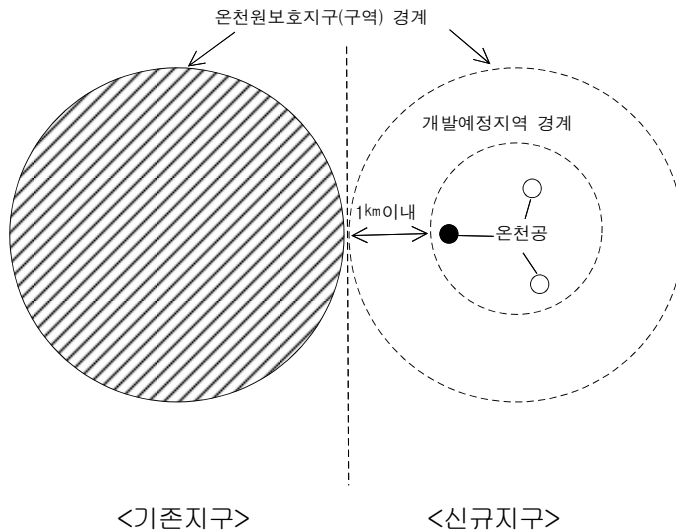 온천원보호지구(구역) 경계
개발예정지역 경계
1㎞이내
온천공
<기존지구>
<신규지구>